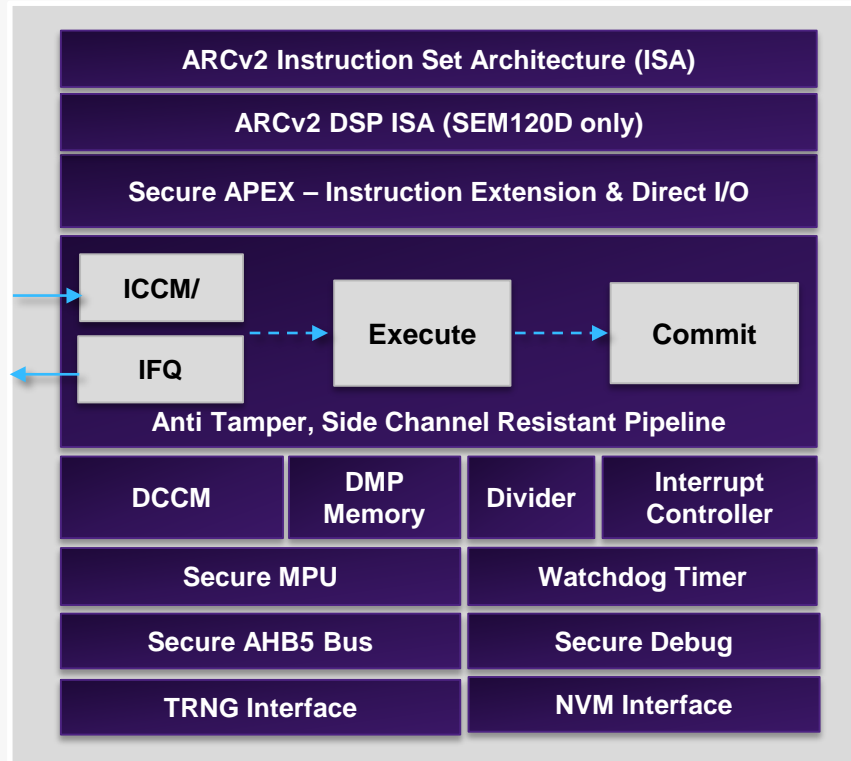 ARCv2 Instruction Set Architecture (ISA)
ARCv2 DSP ISA (SEM120D only)
Secure APEX – Instruction Extension & Direct I/O
ICCM/
IFQ
Execute
Commit
Anti Tamper, Side Channel Resistant Pipeline
DCCM
DMP
Memory
Divider
Interrupt
Controller
Secure MPU
Watchdog Timer
Secure AHB5 Bus
Secure Debug
TRNG Interface
NVM Interface